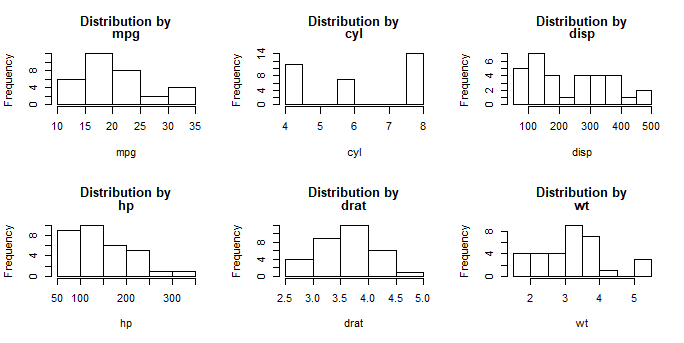 Distribution by
mpg
Frequency
0
4
8
10
15
20
25
30
35
mpg
Distribution by
cyl
Frequency
0
4
8
14
4
5
6
7
8
cyl
Distribution by
disp
Frequency
0
2
4
6
100
200
300
400
500
disp
Distribution by
hp
Frequency
0
4
8
50
100
200
300
hp
Distribution by
drat
Frequency
0
4
8
2.5
3.0
3.5
4.0
4.5
5.0
drat
Distribution by
wt
Frequency
0
4
8
2
3
4
5
wt